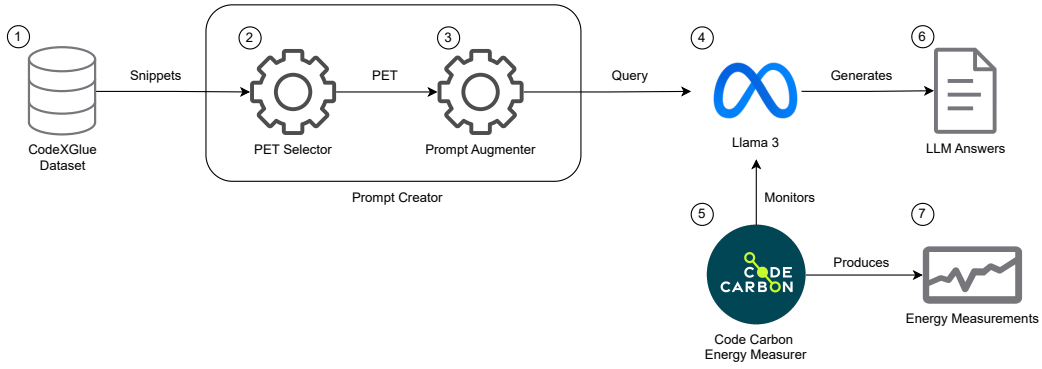 1
2
3
4
6
Snippets
PET
Query
Generates
CodeXGlue
Dataset
PET Selector
Prompt Augmenter
Llama 3
LLM Answers
Prompt Creator
Monitors
5
7
CODE
CARBON
Produces
Code Carbon
Energy Measurer
Energy Measurements